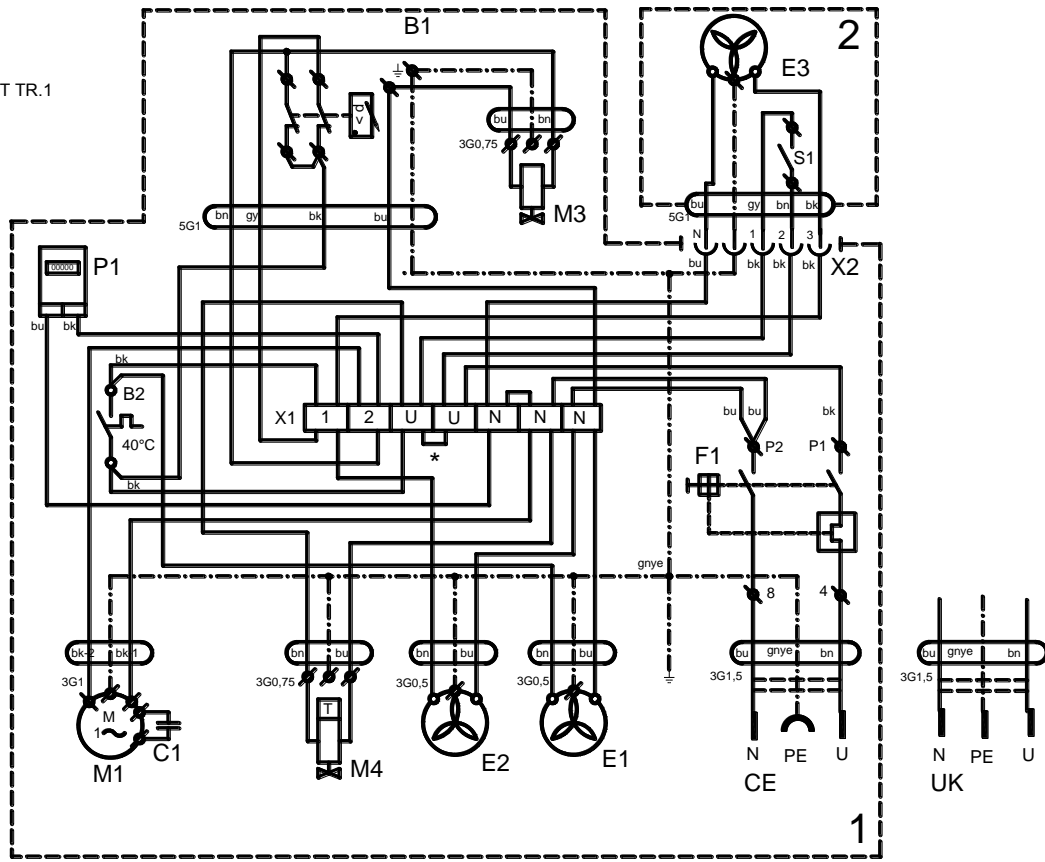 B1
2
T TR.1
E3
bu bn
3G0,75
d
v
S1
M3
bn gy bk bu
5G1
bu gy bn bk
5G1
N 1 2 3
X2
bu bk bk bk
P1
00000
bu bk
bk
B2
40°C
bk
X1 1 2 U U N N N
*
bu bu bk
P2 P1
F1
gnye
8 4
bk-2 bk-1
3G1
bn bu
3G0,75
bn bu
3G0,5
bn bu
3G0,5
bu gnye bn
3G1,5
bu gnye bn
3G1,5
M
1
T
C1
M1
M4
E2
E1
N PE U
CE
N PE U
UK
1